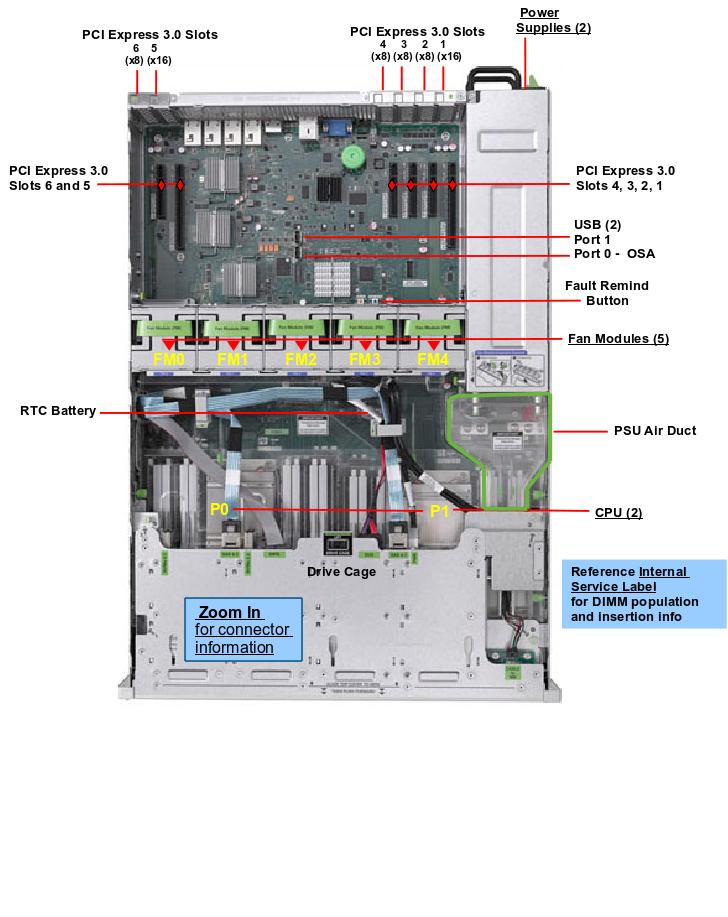 Power
Supplies (2)
PCI Express 3.0 Slots
6 5
(x8) (x16)
PCI Express 3.0 Slots
4 3 2 1
(x8) (x8) (x8) (x16)
PCI Express 3.0
Slots 6 and 5
PCI Express 3.0
Slots 4, 3, 2, 1
USB (2)
Port 1
Port 0 - OSA
Fault Remind
Button
Fan Modules (5)
FM0 FM1 FM2 FM3 FM4
RTC Battery
PSU Air Duct
P0 P1
CPU (2)
Drive Cage
Reference Internal
Service Label
for DIMM population
and insertion info
Zoom In
for connector
information